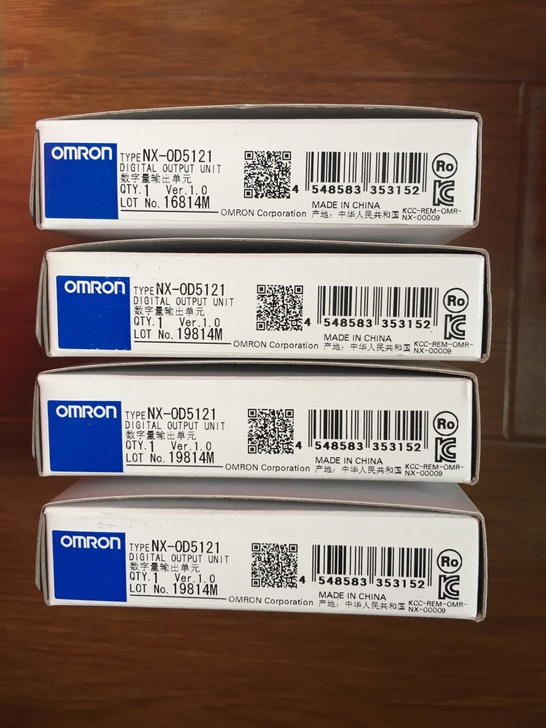 OMRON
TYPE NX-OD5121
DIGITAL OUTPUT UNIT
数字量输出单元
QTY. 1 Ver.1.0
LOT No. 16814M
OMRON Corporation
4 548583 353152
MADE IN CHINA
产地: 中华人民共和国
Ro
KCC-REM-OMR-
NX-00009
OMRON
TYPE NX-OD5121
DIGITAL OUTPUT UNIT
数字量输出单元
QTY. 1 Ver.1.0
LOT No. 19814M
OMRON Corporation
4 548583 353152
MADE IN CHINA
产地: 中华人民共和国
Ro
KCC-REM-OMR-
NX-00009
OMRON
TYPE NX-OD5121
DIGITAL OUTPUT UNIT
数字量输出单元
QTY. 1 Ver.1.0
LOT No. 19814M
OMRON Corporation
4 548583 353152
MADE IN CHINA
产地: 中华人民共和国
Ro
KCC-REM-OMR-
NX-00009
OMRON
TYPE NX-OD5121
DIGITAL OUTPUT UNIT
数字量输出单元
QTY. 1 Ver.1.0
LOT No. 19814M
OMRON Corporation
4 548583 353152
MADE IN CHINA
产地: 中华人民共和国
Ro
KCC-REM-OMR-
NX-00009